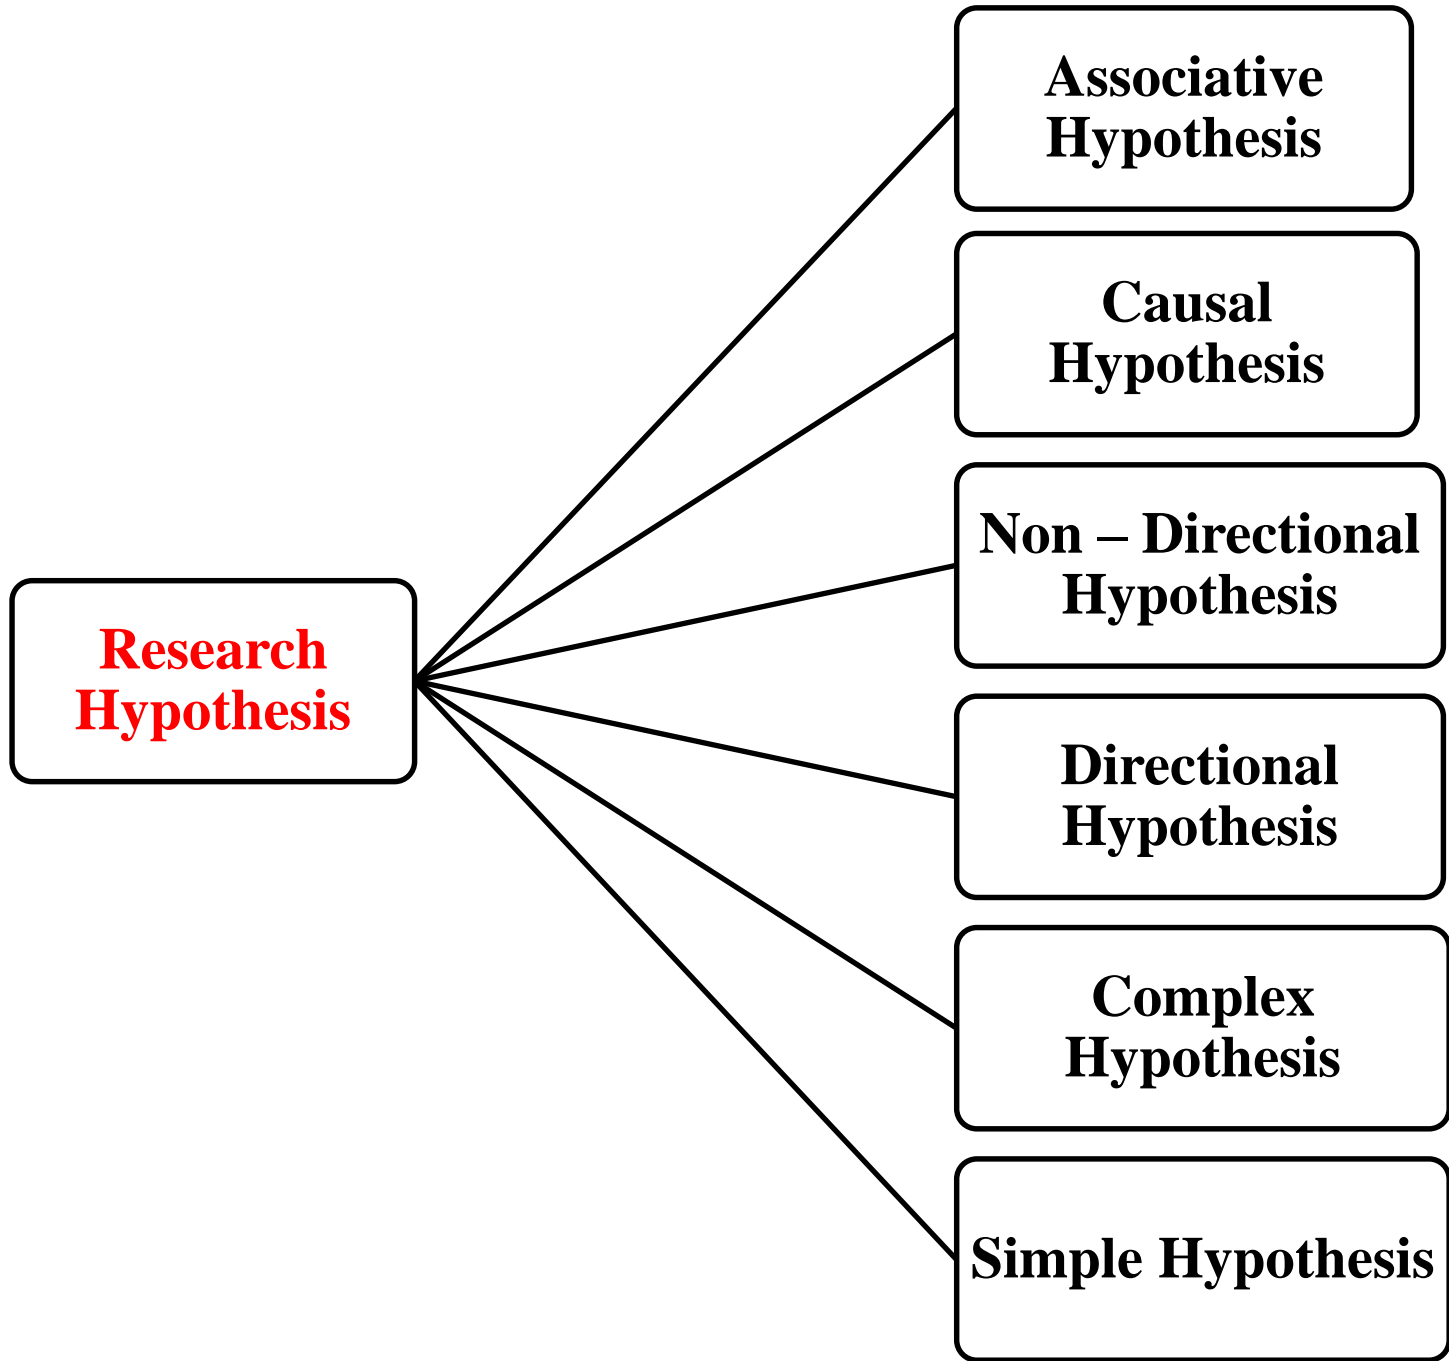 Associative
Hypothesis
Causal
Hypothesis
Non – Directional
Hypothesis
Research
Hypothesis
Directional
Hypothesis
Complex
Hypothesis
Simple Hypothesis